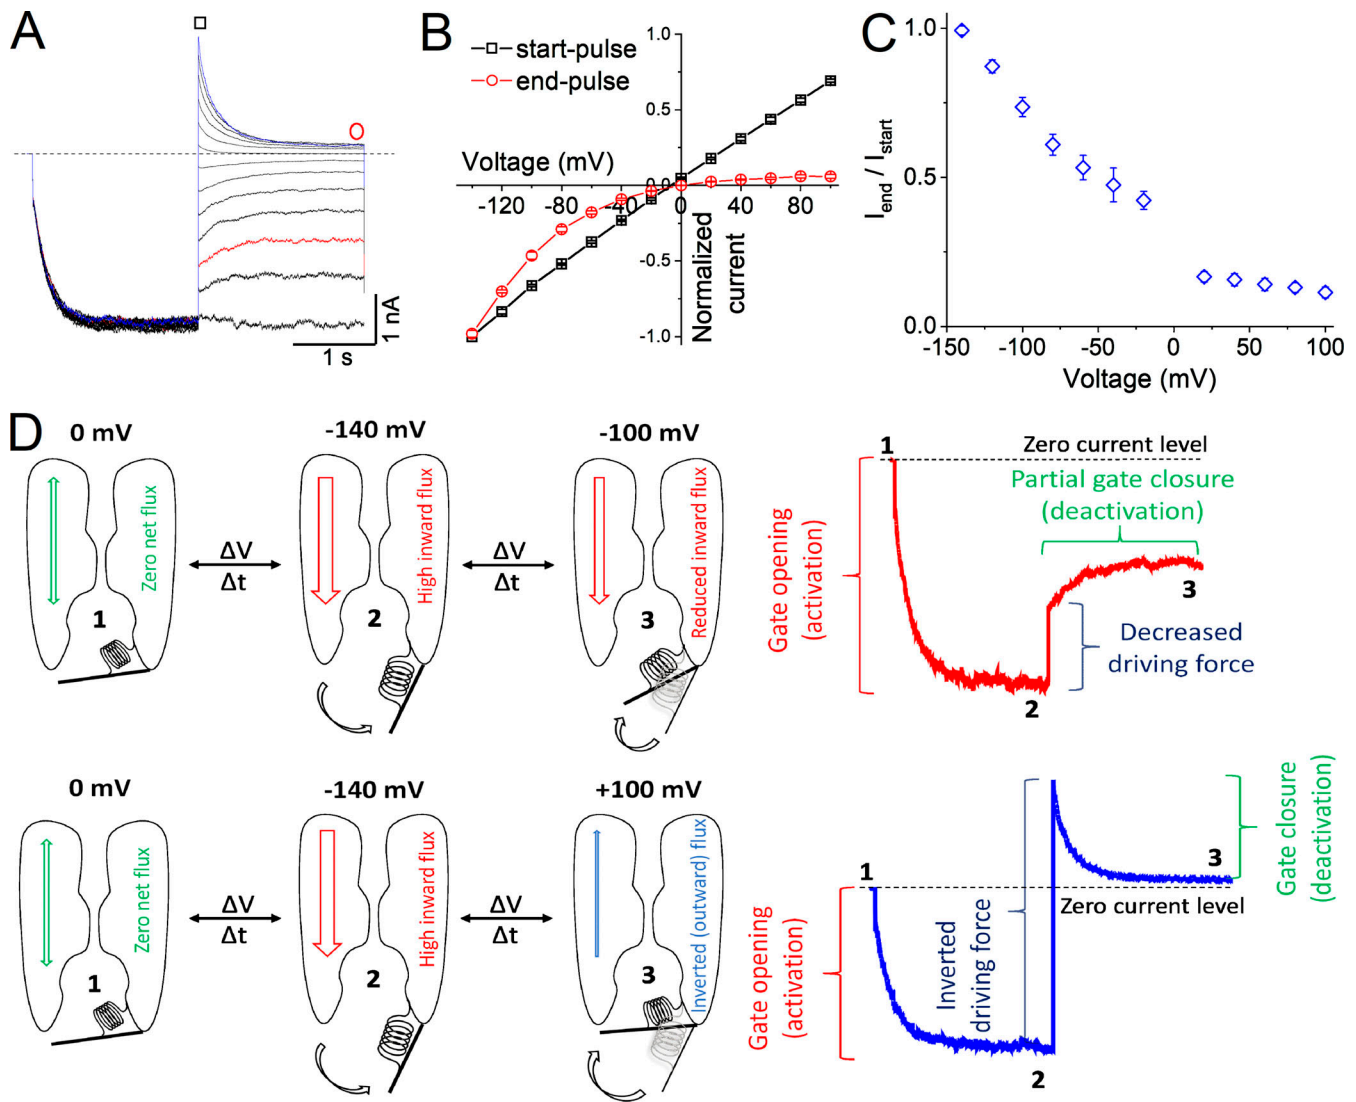 A
1 nA
1 s
B
start-pulse
end-pulse
Voltage (mV)
1.0
0.5
0.0
-0.5
-1.0
-120
-80
-40
0
40
80
Normalized
current
C
1.0
0.5
0.0
I_end / I_start
-150
-100
-50
0
50
100
Voltage (mV)
D
0 mV
-140 mV
-100 mV
Zero net flux
High inward flux
Reduced inward flux
ΔV
Δt
ΔV
Δt
1
2
3
1
Zero current level
Partial gate closure
(deactivation)
Gate opening
(activation)
Decreased
driving force
2
3
0 mV
-140 mV
+100 mV
Zero net flux
High inward flux
Inverted (outward) flux
ΔV
Δt
ΔV
Δt
1
2
3
1
Zero current level
Gate opening
(activation)
Inverted
driving force
Gate closure
(deactivation)
2
3